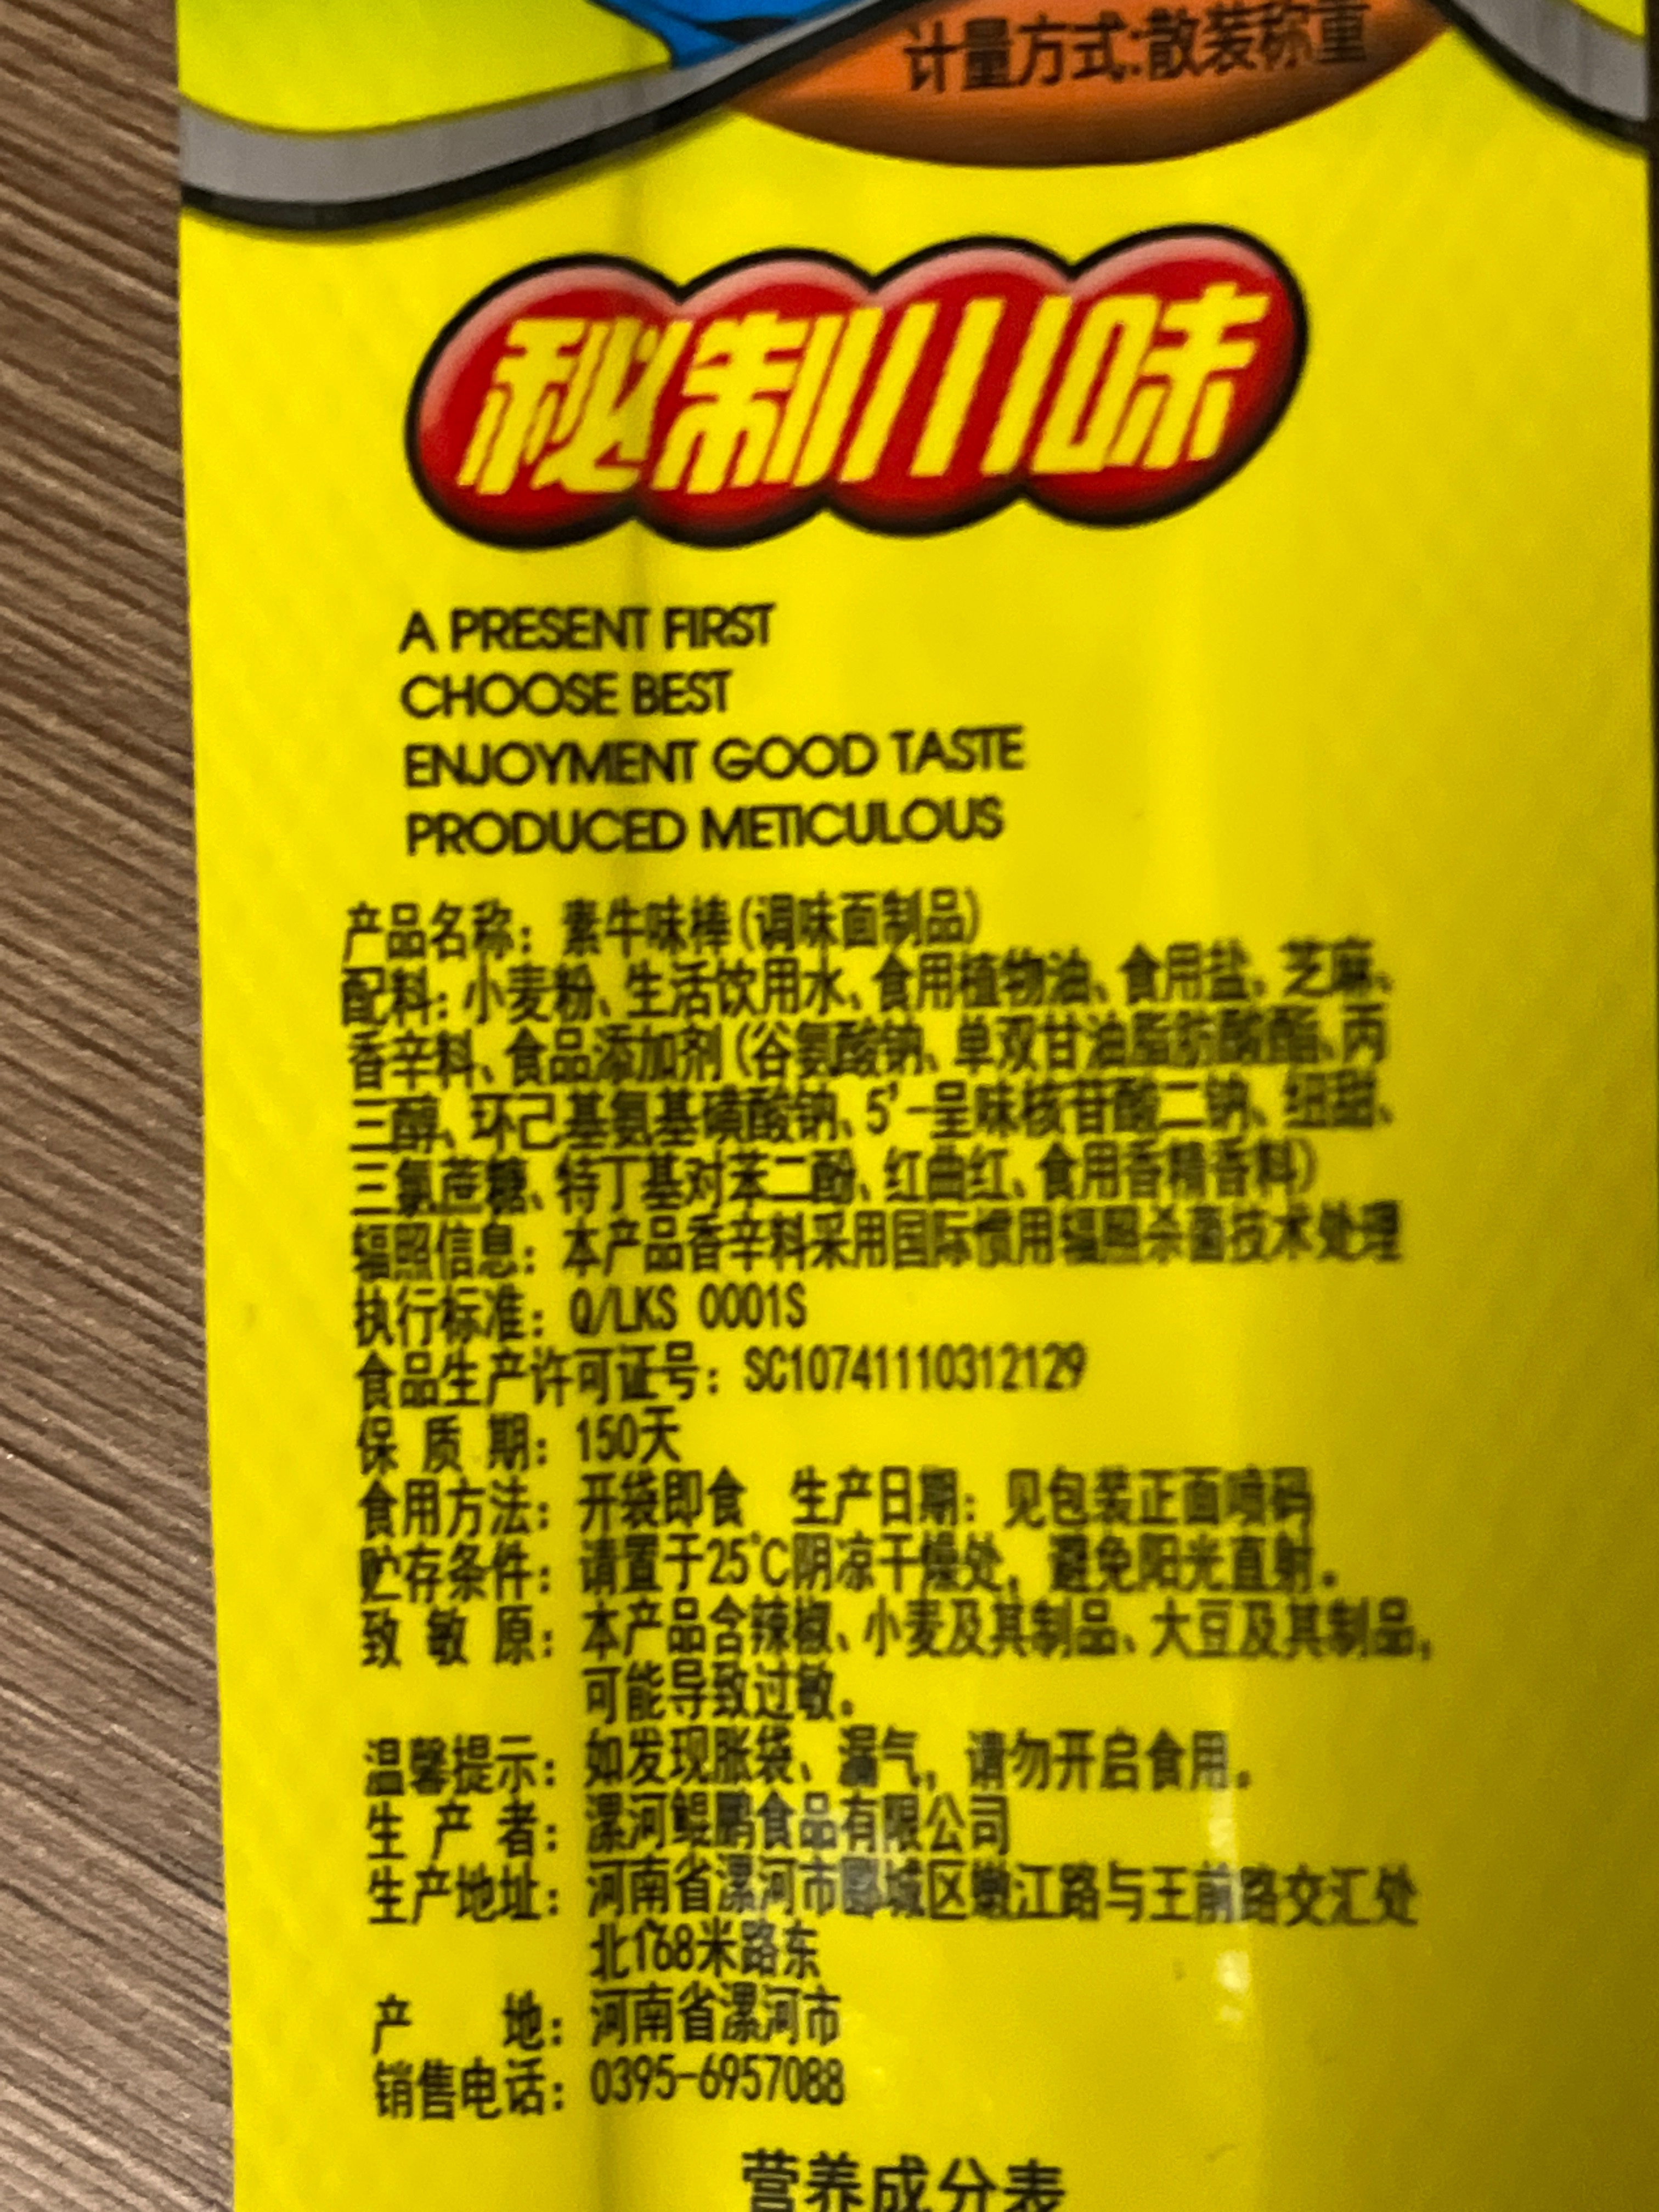 计量方式:散装称重
秘制川味
A PRESENT FIRST
CHOOSE BEST
ENJOYMENT GOOD TASTE
PRODUCED METICULOUS
产品名称：素牛味棒(调味面制品)
配料：小麦粉、生活饮用水、食用植物油、食用盐、芝麻、
香辛料、食品添加剂(谷氨酸钠、单双甘油脂肪酸酯、丙
三醇、环己基氨基磺酸钠、5'-呈味核苷酸二钠、纽甜、
三氯蔗糖、特丁基对苯二酚、红曲红、食用香精香料)
辐照信息：本产品香辛料采用国际惯用辐照杀菌技术处理
执行标准：Q/LKS 0001S
食品生产许可证号：SC10741110312129
保 质 期：150天
食用方法：开袋即食 生产日期：见包装正面喷码
贮存条件：请置于25℃阴凉干燥处，避免阳光直射。
致 敏 原：本产品含辣椒、小麦及其制品、大豆及其制品，
可能导致过敏。
温馨提示：如发现胀袋、漏气，请勿开启食用。
生 产 者：漯河鲲鹏食品有限公司
生产地址：河南省漯河市郾城区嫩江路与王前路交汇处
北168米路东
产 地：河南省漯河市
销售电话：0395-6957088
营养成分表